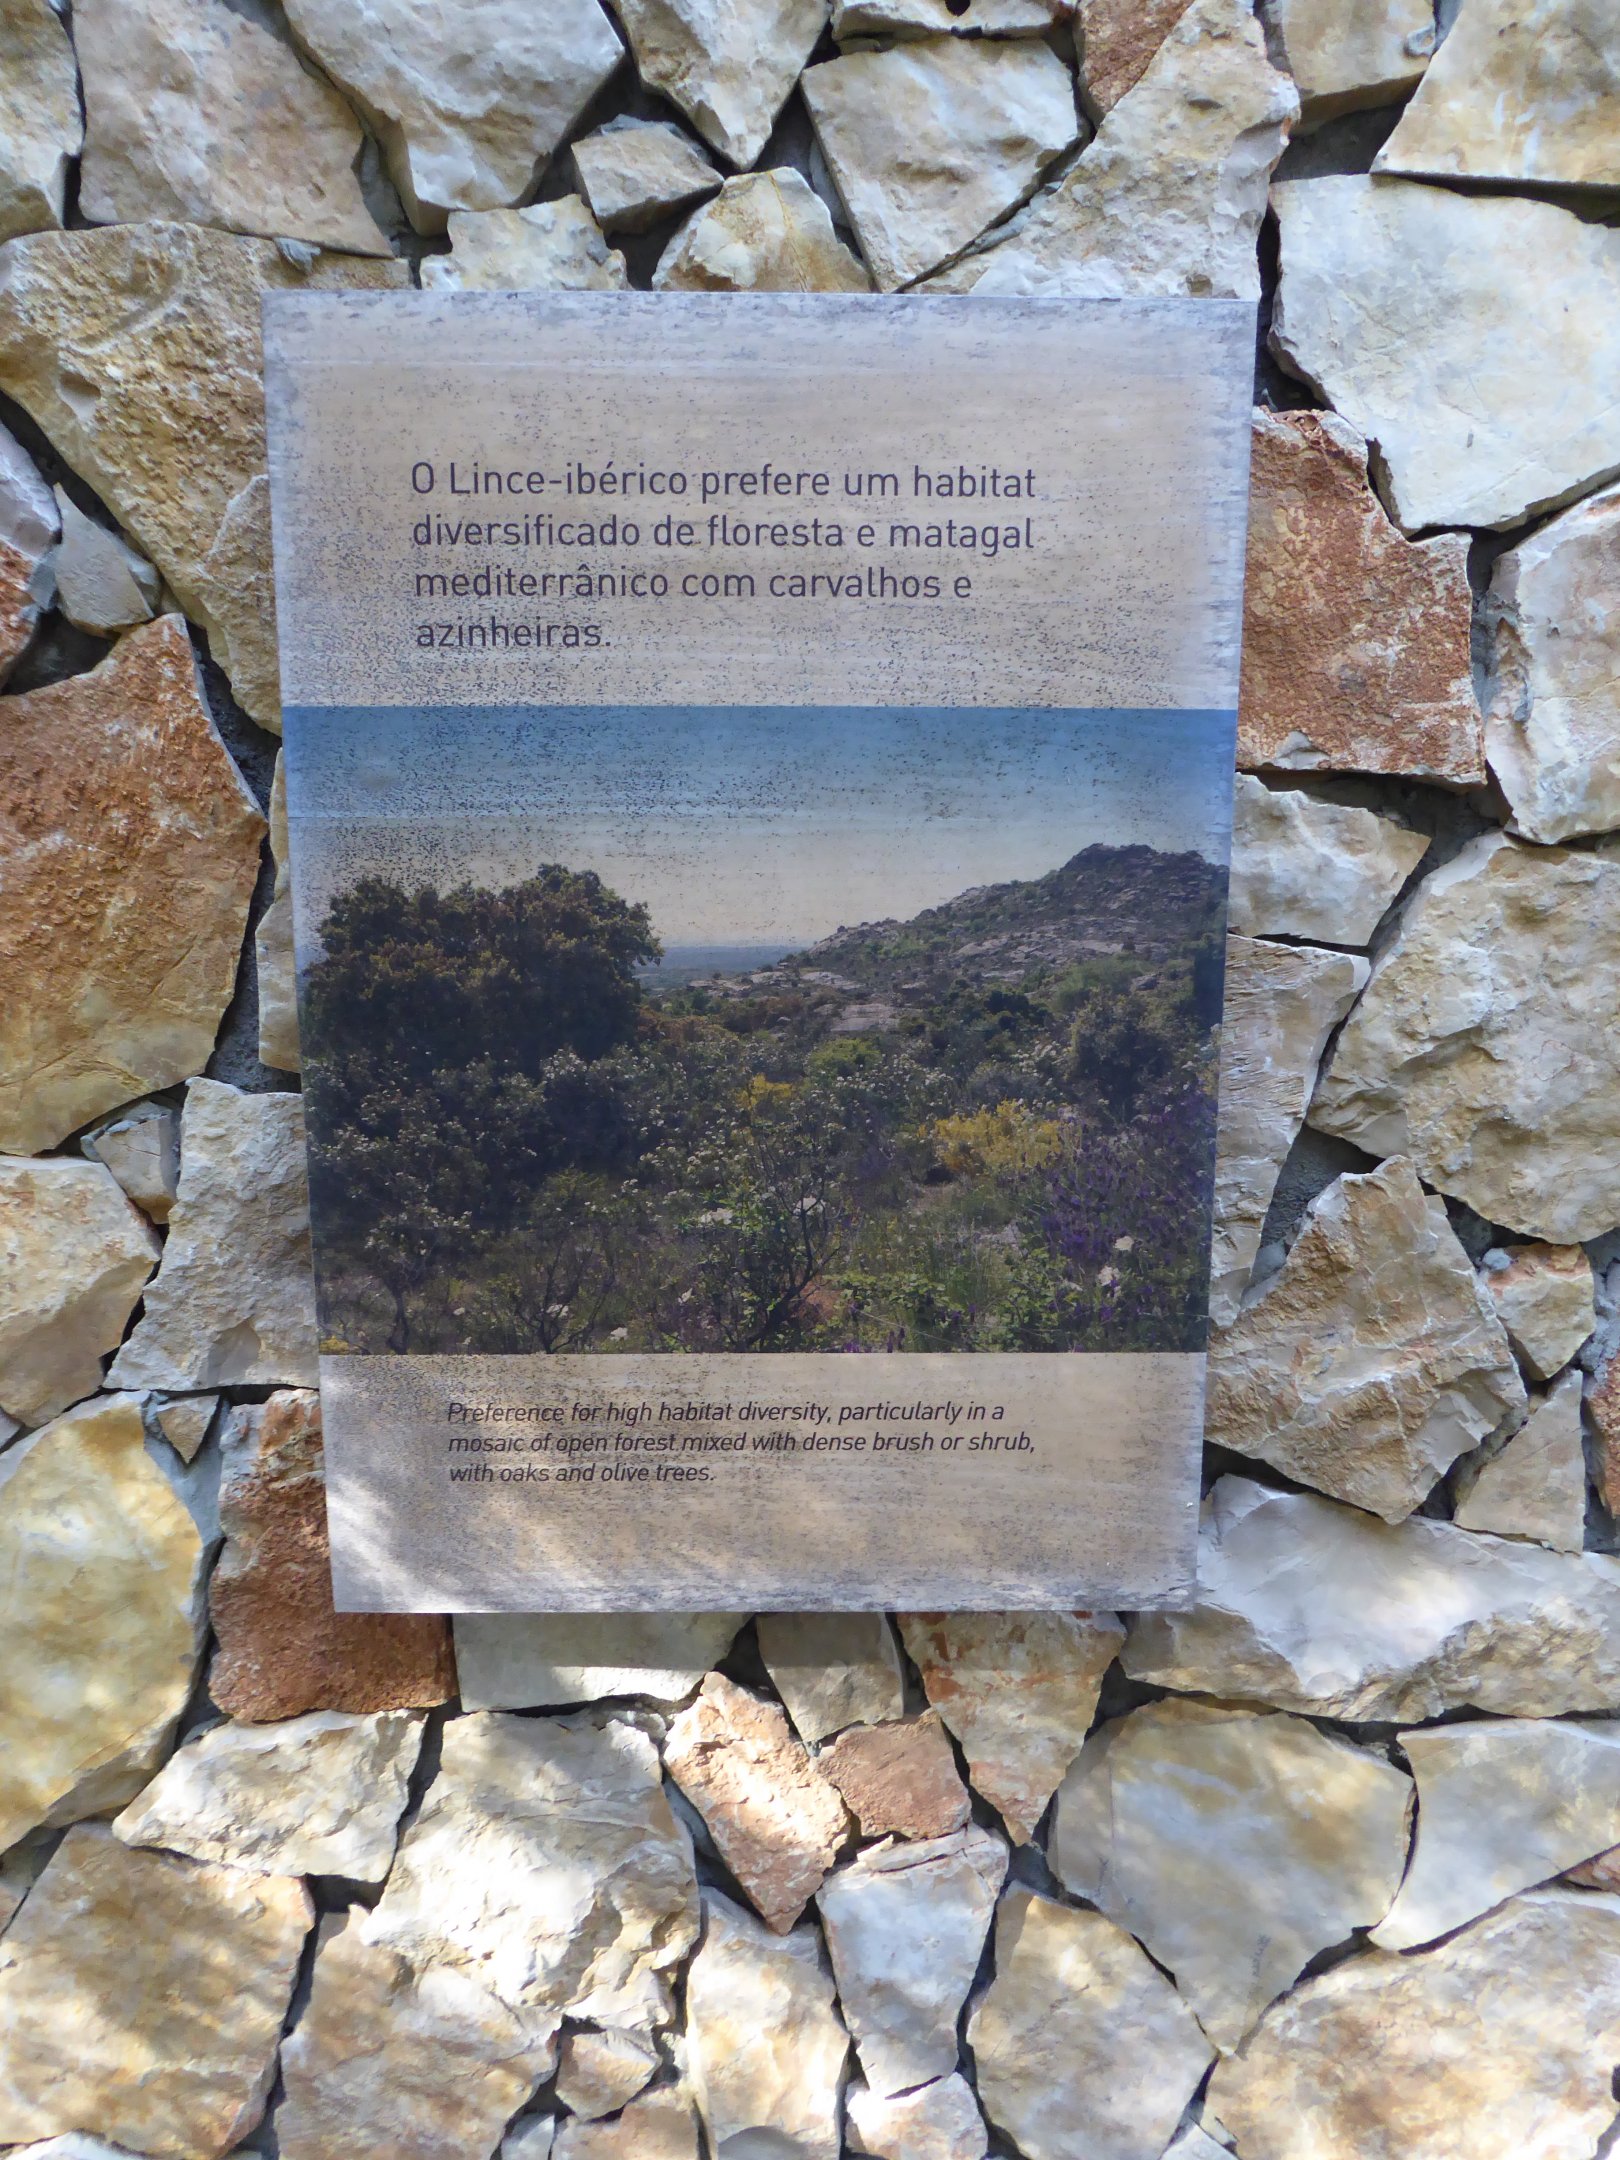 O Lince-ibérico prefere um habitat
diversificado de floresta e matagal
mediterrânico com carvalhos e
azinheiras.
Preference for high habitat diversity, particularly in a
mosaic of open forest mixed with dense brush or shrub,
with oaks and olive trees.